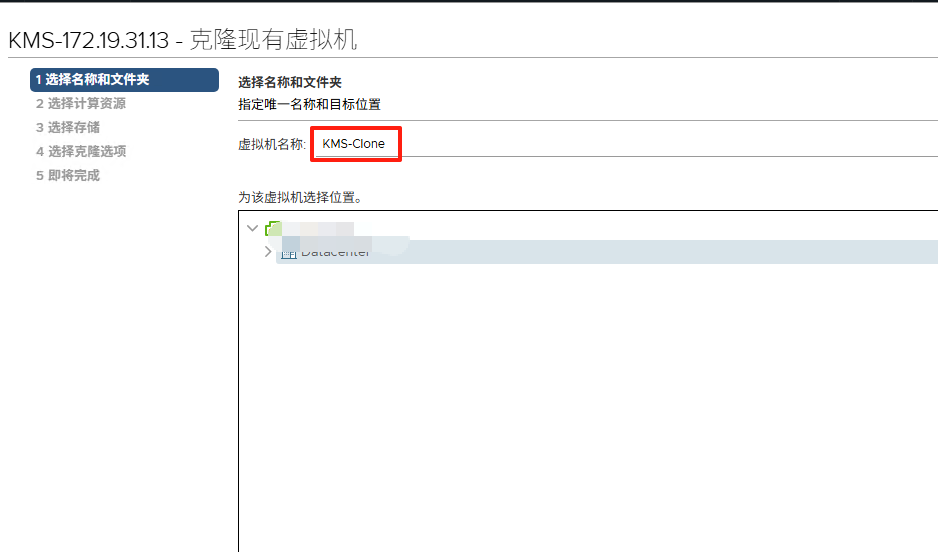 KMS-172.19.31.13 - 克隆现有虚拟机
1 选择名称和文件夹
2 选择计算资源
3 选择存储
4 选择克隆选项
5 即将完成
选择名称和文件夹
指定唯一名称和目标位置
虚拟机名称: KMS-Clone
为该虚拟机选择位置。
Datacenter